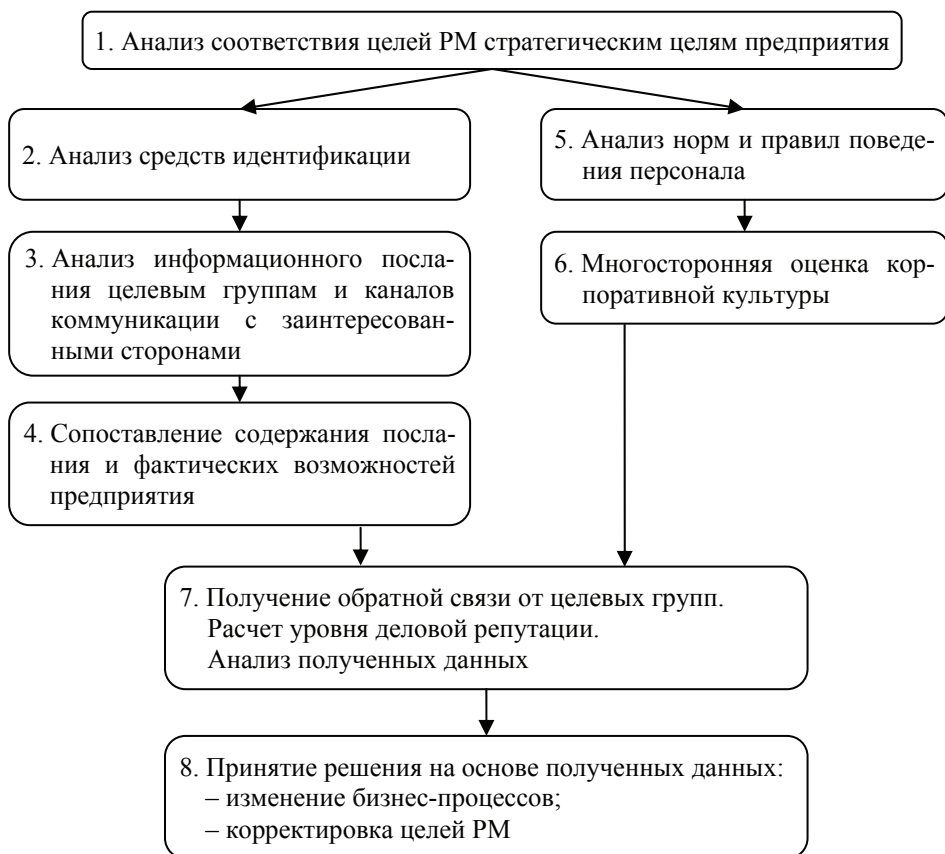 1. Анализ соответствия целей РМ стратегическим целям предприятия
2. Анализ средств идентификации
3. Анализ информационного посла-
ния целевым группам и каналов
коммуникации с заинтересован-
ными сторонами
4. Сопоставление содержания посла-
ния и фактических возможностей
предприятия
5. Анализ норм и правил поведе-
ния персонала
6. Многосторонняя оценка кор-
поративной культуры
7. Получение обратной связи от целевых групп.
Расчет уровня деловой репутации.
Анализ полученных данных
8. Принятие решения на основе полученных данных:
– изменение бизнес-процессов;
– корректировка целей РМ